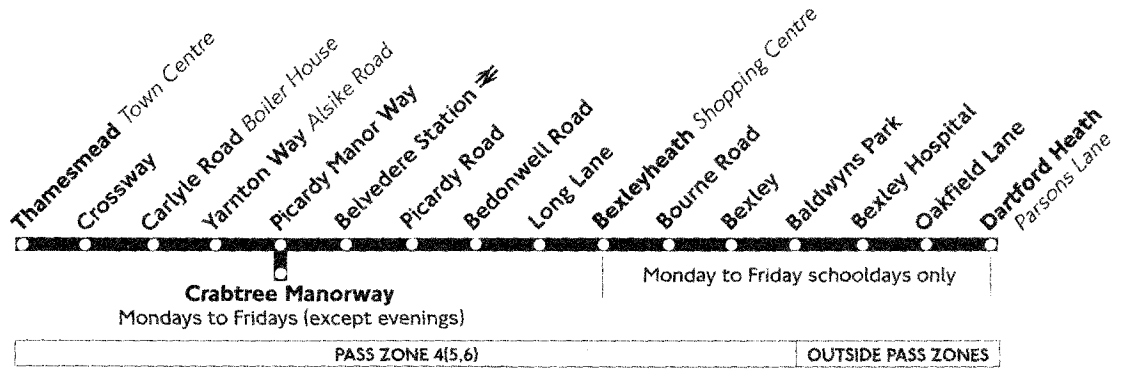 Thamesmead Town Centre
Crossway
Carlyle Road Boiler House
Yarnton Way Alsike Road
Picardy Manor Way
Belvedere Station
Picardy Road
Bedonwell Road
Long Lane
Bexleyheath Shopping Centre
Bourne Road
Bexley
Baldwyns Park
Bexley Hospital
Oakfield Lane
Dartford Heath
Parsons Lane
Crabtree Manorway
Mondays to Fridays (except evenings)
Monday to Friday schooldays only
PASS ZONE 4(5,6)
OUTSIDE PASS ZONES